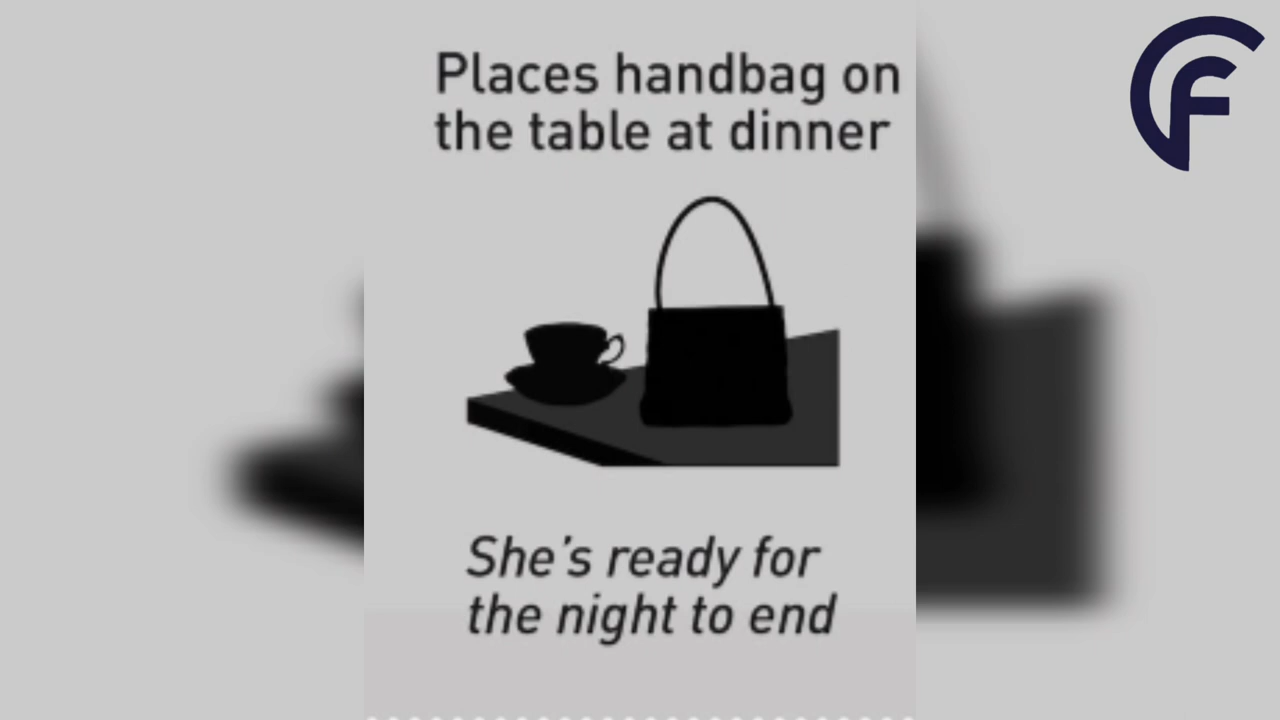 Places handbag on
the table at dinner
She's ready for
the night to end